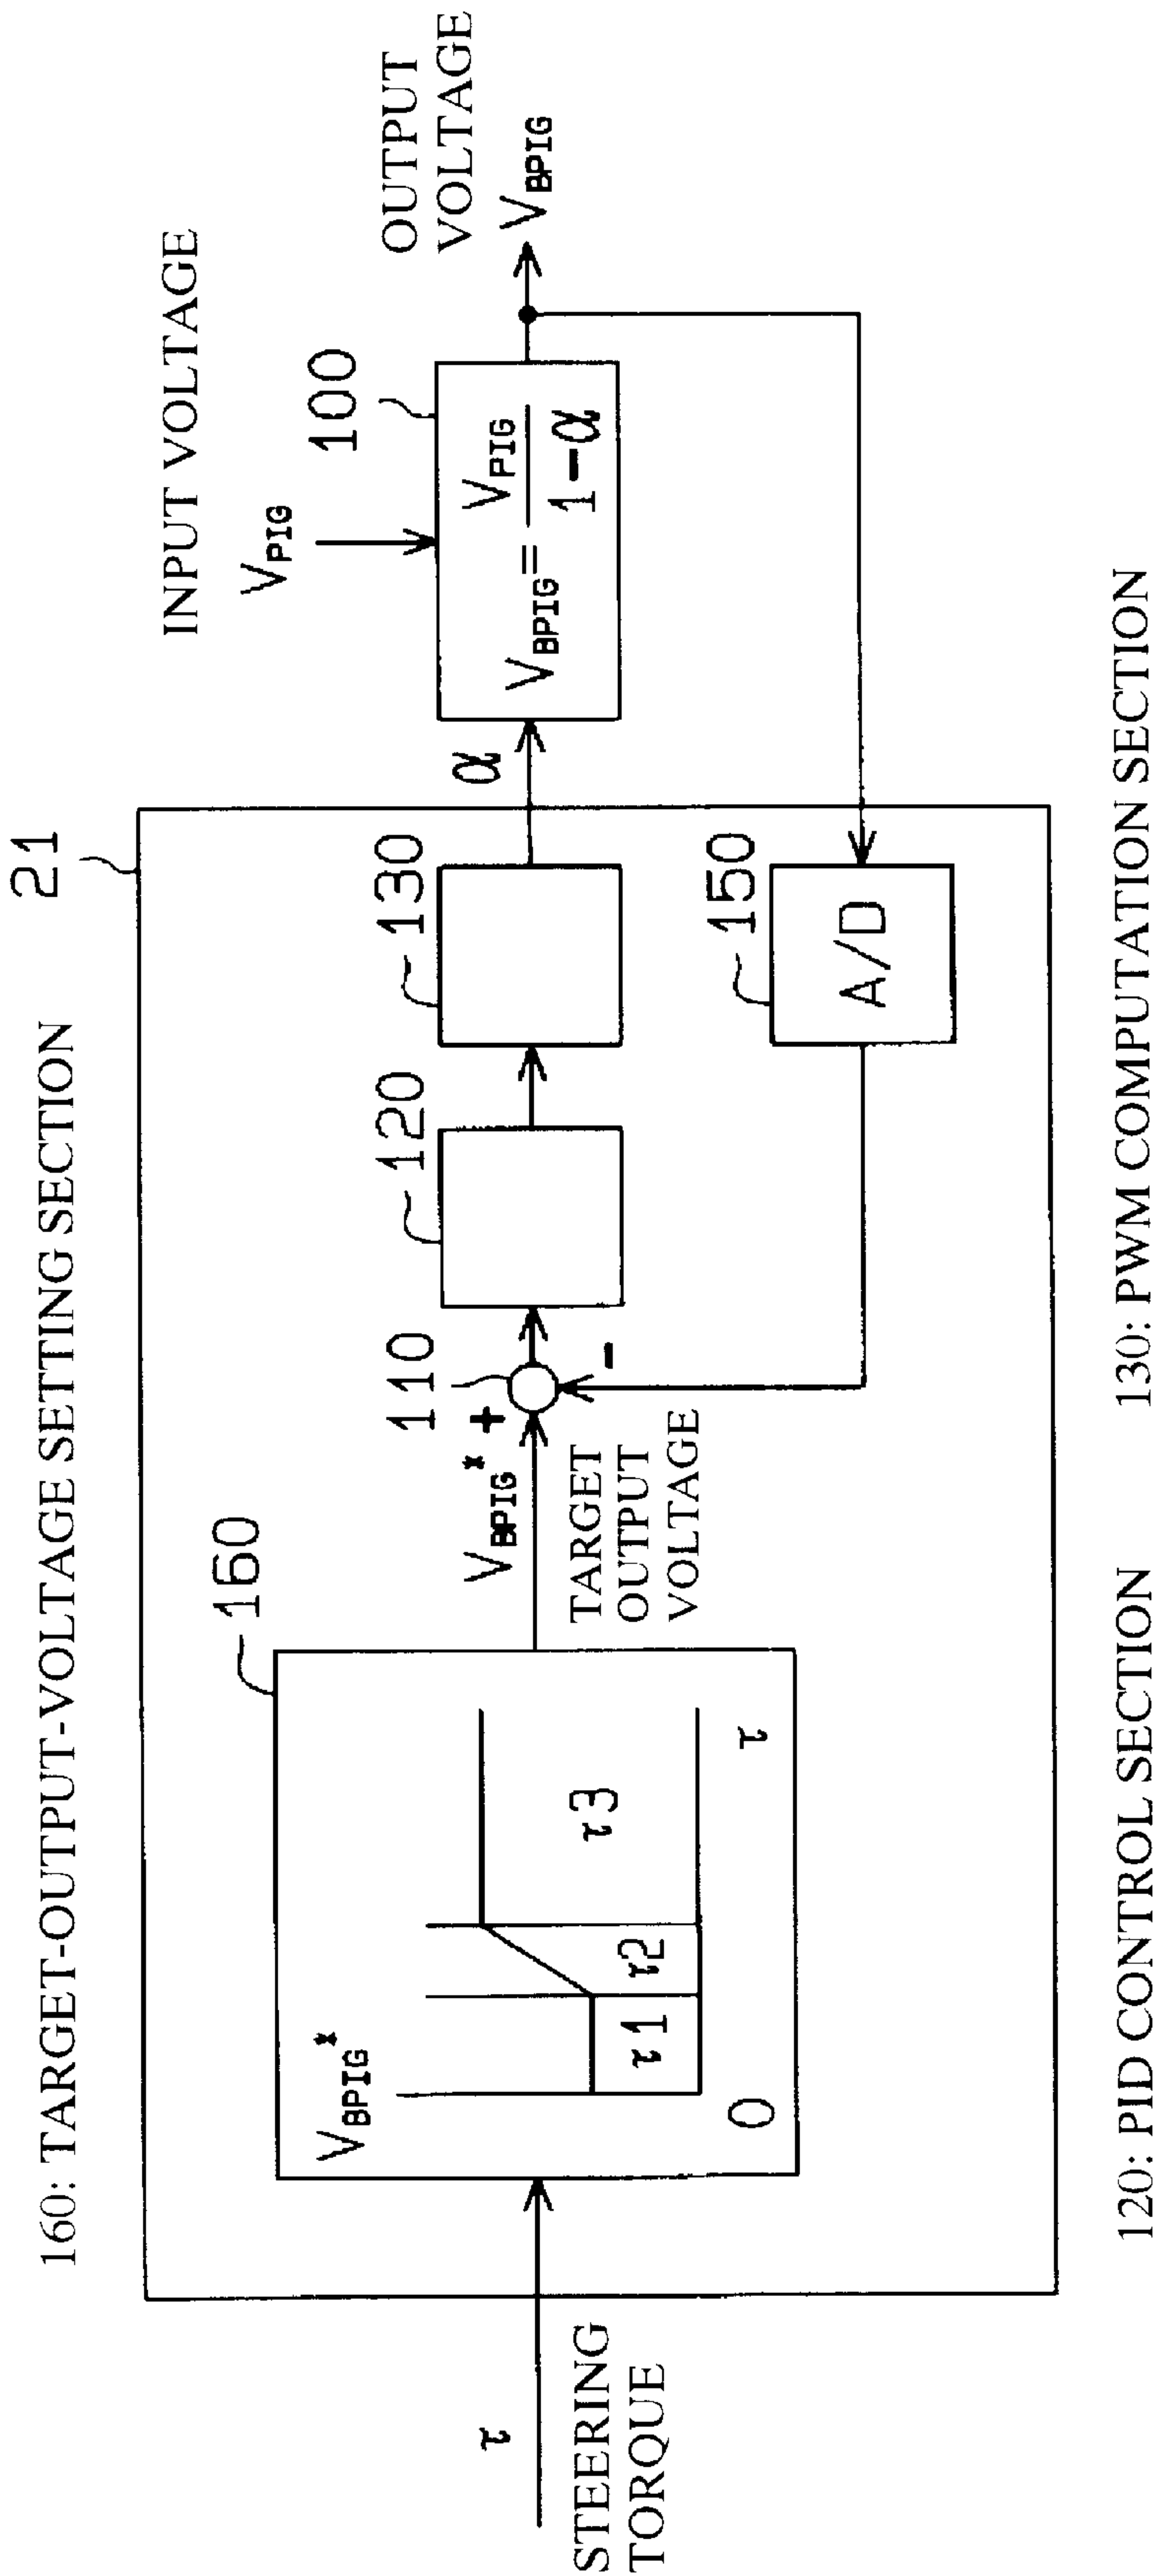 160: TARGET-OUTPUT-VOLTAGE SETTING SECTION
21
INPUT VOLTAGE
V_PIG
OUTPUT
VOLTAGE
V_BPIG
100
V_BPIG = V_PIG / 1-α
α
130
120
110
+
-
V_BPIG*
TARGET
OUTPUT
VOLTAGE
160
V_BPIG*
τ1
τ2
τ3
0
τ
τ
STEERING
TORQUE
150
A/D
120: PID CONTROL SECTION
130: PWM COMPUTATION SECTION